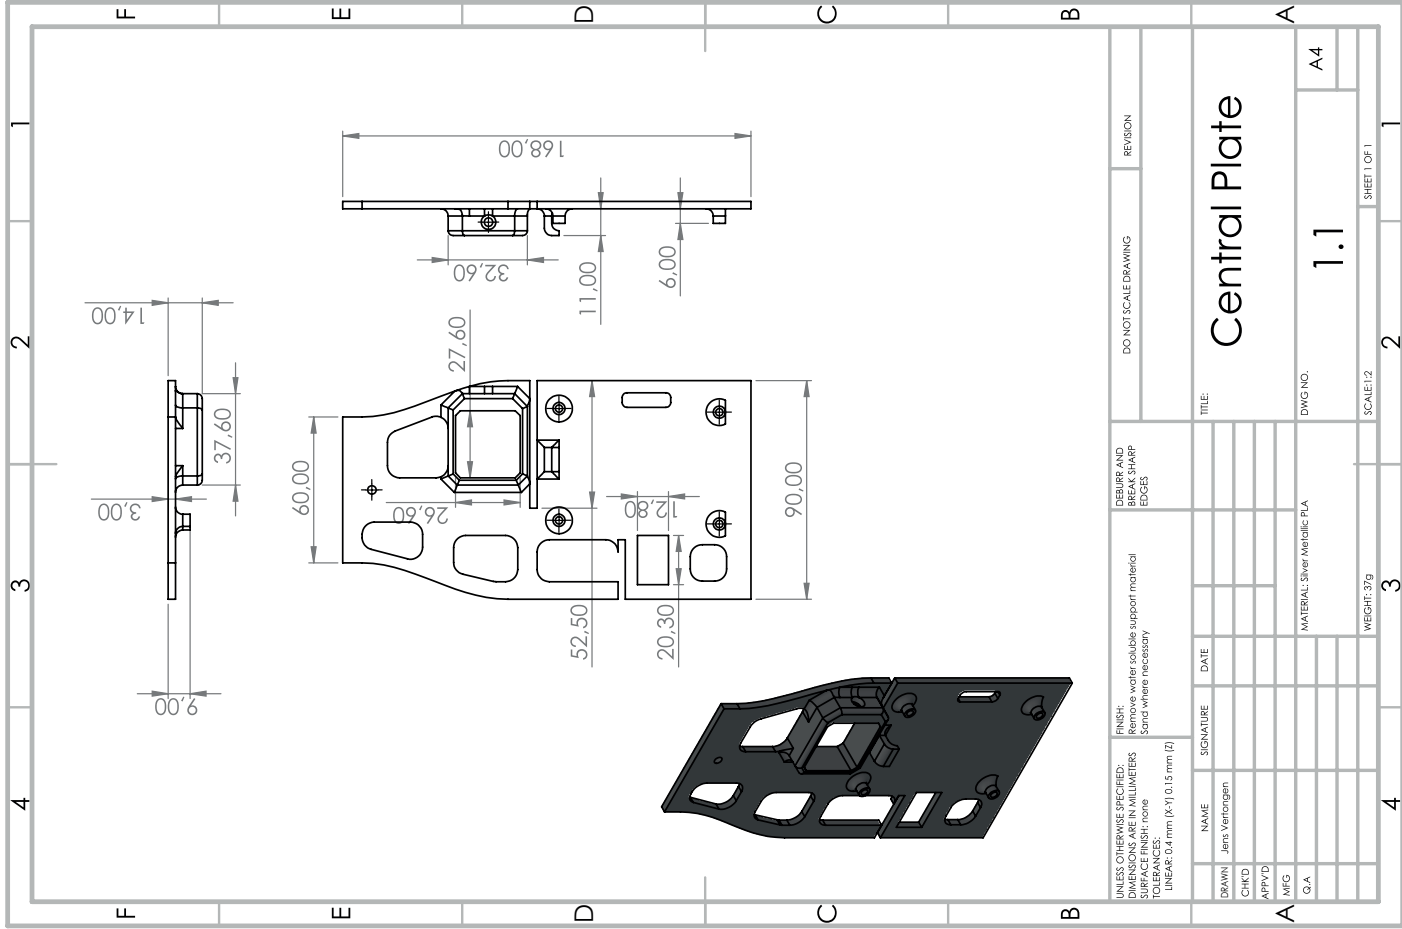 F
E
D
C
B
A
1
2
3
4
1
2
3
4
F
E
D
C
B
A
168,00
32,60
11,00
6,00
14,00
37,60
3,00
9,00
60,00
27,60
26,60
12,80
90,00
52,50
20,30
UNLESS OTHERWISE SPECIFIED:
DIMENSIONS ARE IN MILLIMETERS
SURFACE FINISH: none
TOLERANCES:
LINEAR: 0.4 mm (X-Y) 0.15 mm (Z)
FINISH:
Remove water soluble support material
Sand where necessary
DEBURR AND
BREAK SHARP
EDGES
DO NOT SCALE DRAWING
REVISION
NAME
SIGNATURE
DATE
DRAWN
Jens Vertongen
CHK'D
APPV'D
MFG
Q.A
MATERIAL: Silver Metallic PLA
WEIGHT: 37g
TITLE:
Central Plate
DWG NO.
1.1
A4
SCALE:1:2
SHEET 1 OF 1